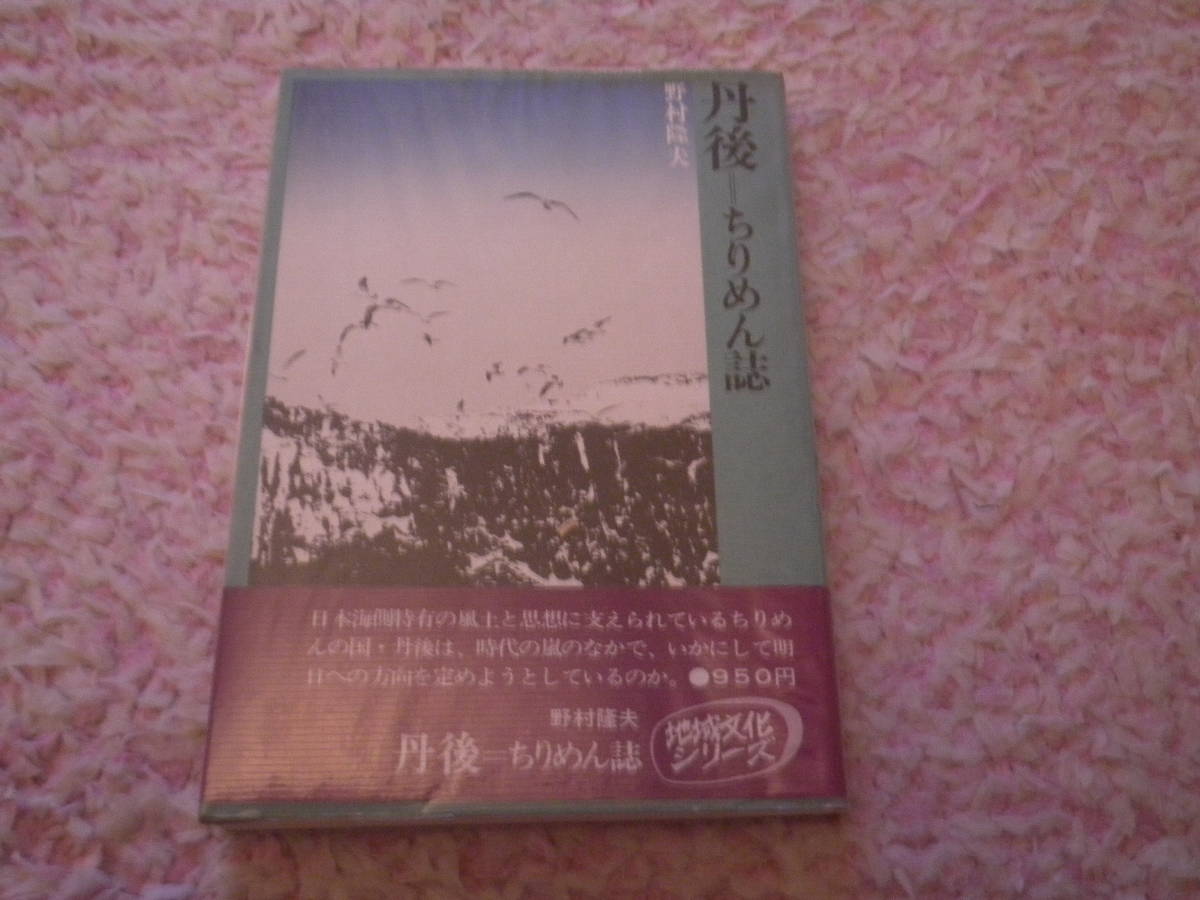 丹後=ちりめん誌
野村隆夫
日本海側特有の風土と思想に支えられているちりめ
んの国・丹後は、時代の嵐のなかで、いかにして明
日への方向を定めようとしているのか。●950円
野村隆夫
丹後=ちりめん誌
地域文化
シリーズ